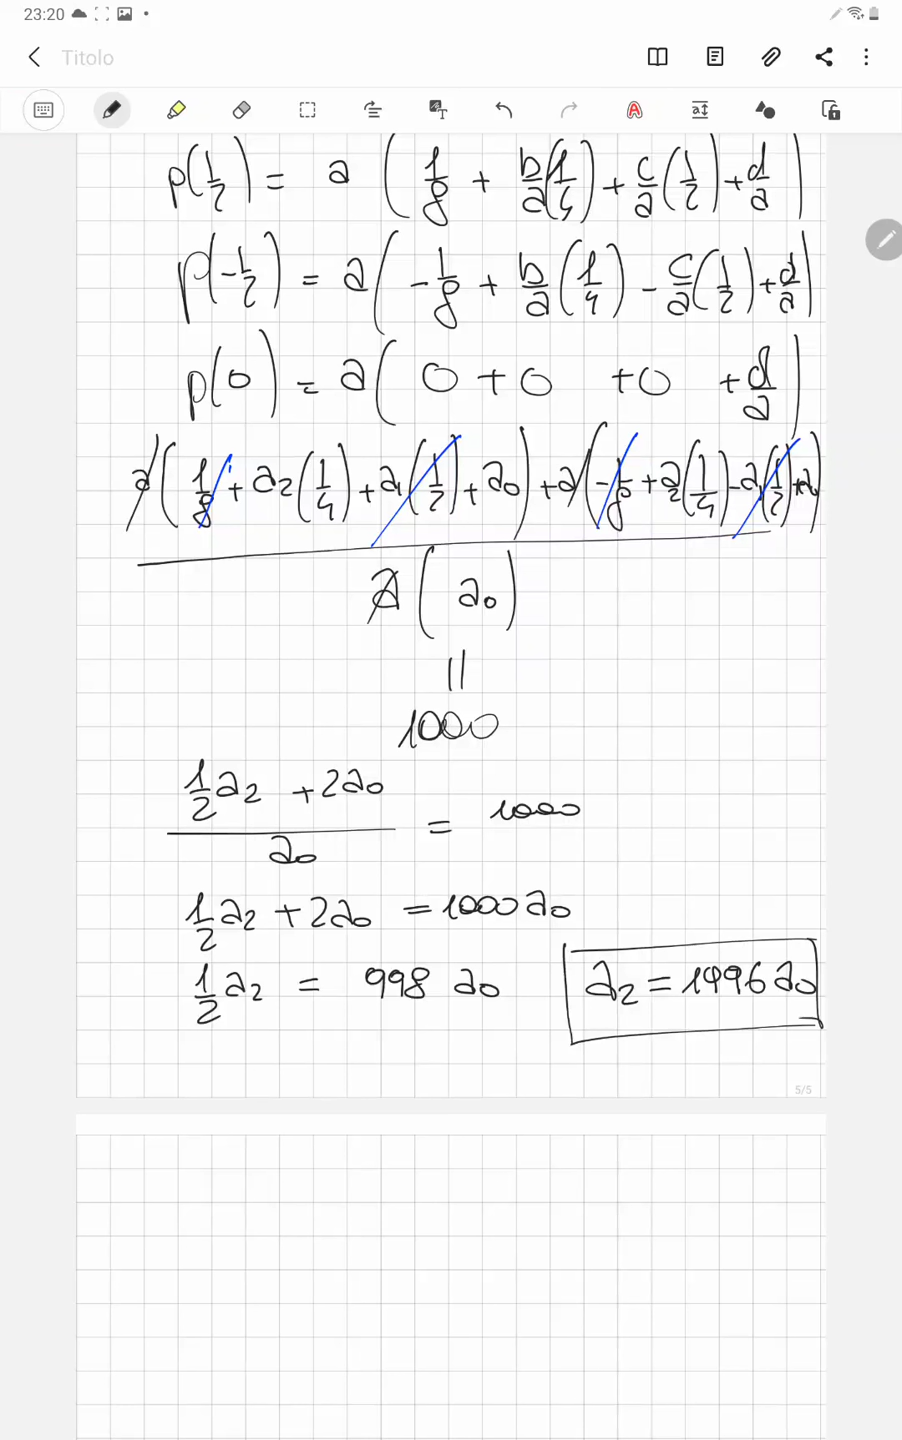 23:20
Titolo
p(1/2) = a (1/8 + b/a(1/4) + c/a(1/2) + d/a)
p(-1/2) = a(-1/8 + b/a(1/4) - c/a(1/2) + d/a)
p(0) = a(0 + 0 + 0 + d/a)
a(1/8 + a₂(1/4) + a₁(1/2) + a₀) + a(-1/8 + a₂(1/4) - a₁(1/2) + a₀)
a(a₀)
=
1000
(1/2 a₂ + 2a₀)/a₀ = 1000
1/2 a₂ + 2a₀ = 1000a₀
1/2 a₂ = 998 a₀ a₂ = 1996 a₀
5/5